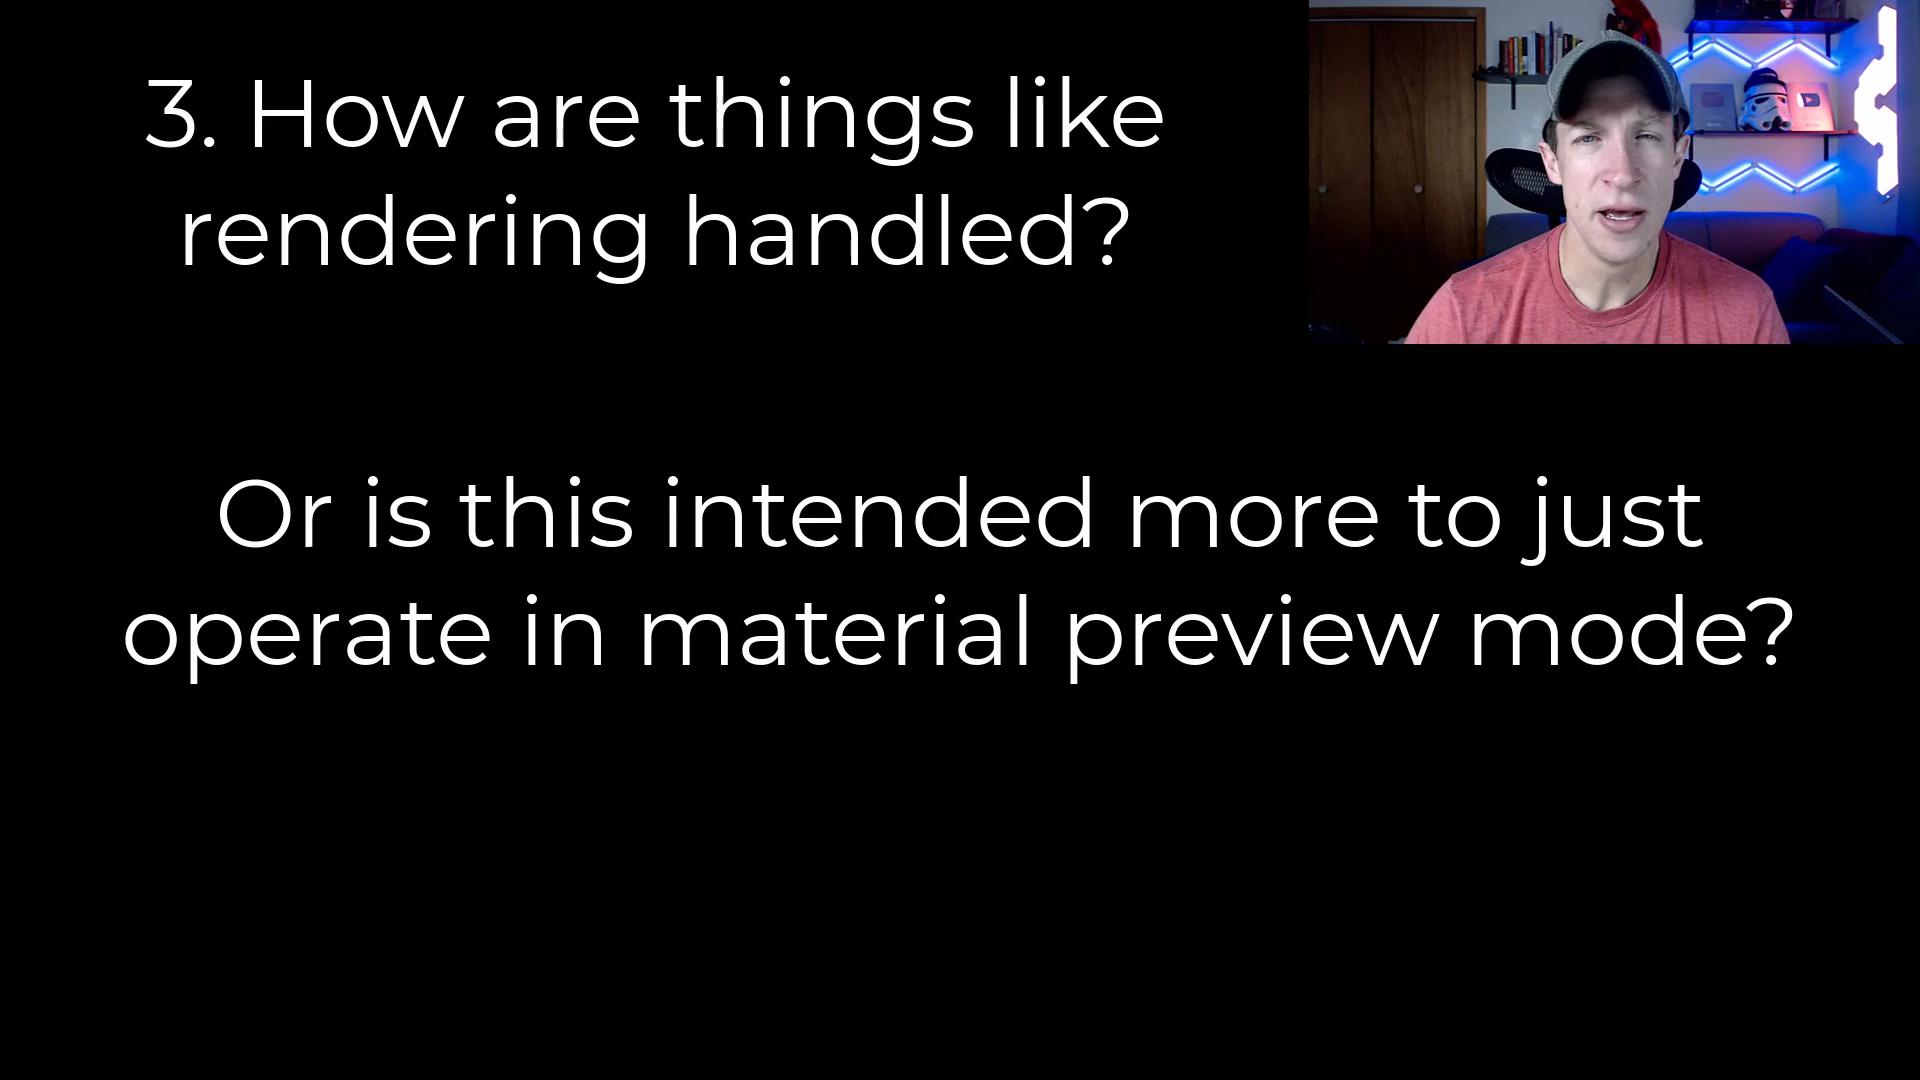 3. How are things like
rendering handled?
Or is this intended more to just
operate in material preview mode?